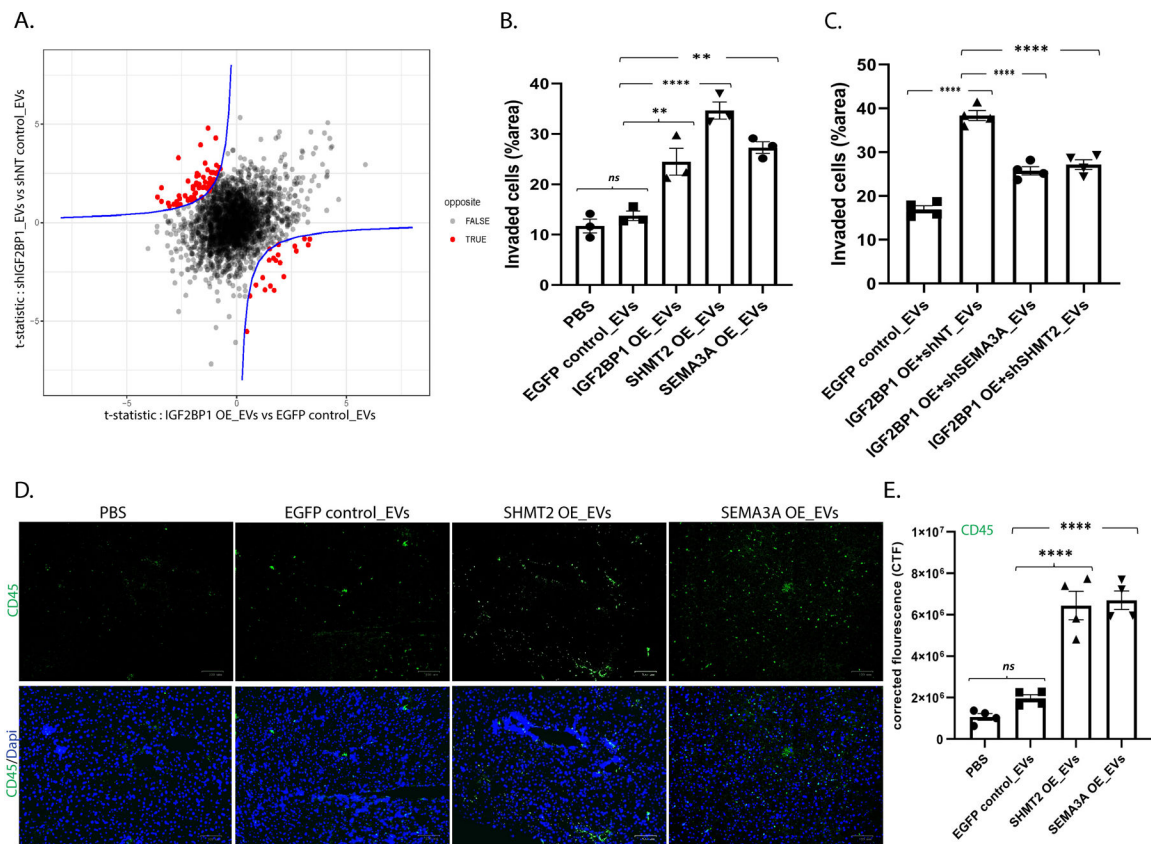 A.
t-statistic : shIGF2BP1_EVs vs shNT control_EVs
5
0
-5
-5
0
5
t-statistic : IGF2BP1 OE_EVs vs EGFP control_EVs
opposite
FALSE
TRUE
B.
Invaded cells (%area)
40
30
20
10
0
ns
**
****
**
PBS
EGFP control_EVs
IGF2BP1 OE_EVs
SHMT2 OE_EVs
SEMA3A OE_EVs
C.
Invaded cells (%area)
50
40
30
20
10
0
****
****
****
EGFP control_EVs
IGF2BP1 OE+shNT_EVs
IGF2BP1 OE+shSEMA3A_EVs
IGF2BP1 OE+shSHMT2_EVs
D.
PBS
EGFP control_EVs
SHMT2 OE_EVs
SEMA3A OE_EVs
CD45
CD45/Dapi
E.
CD45
corrected flourescence (CTF)
1×10⁷
8×10⁶
6×10⁶
4×10⁶
2×10⁶
0
ns
****
****
PBS
EGFP control_EVs
SHMT2 OE_EVs
SEMA3A OE_EVs